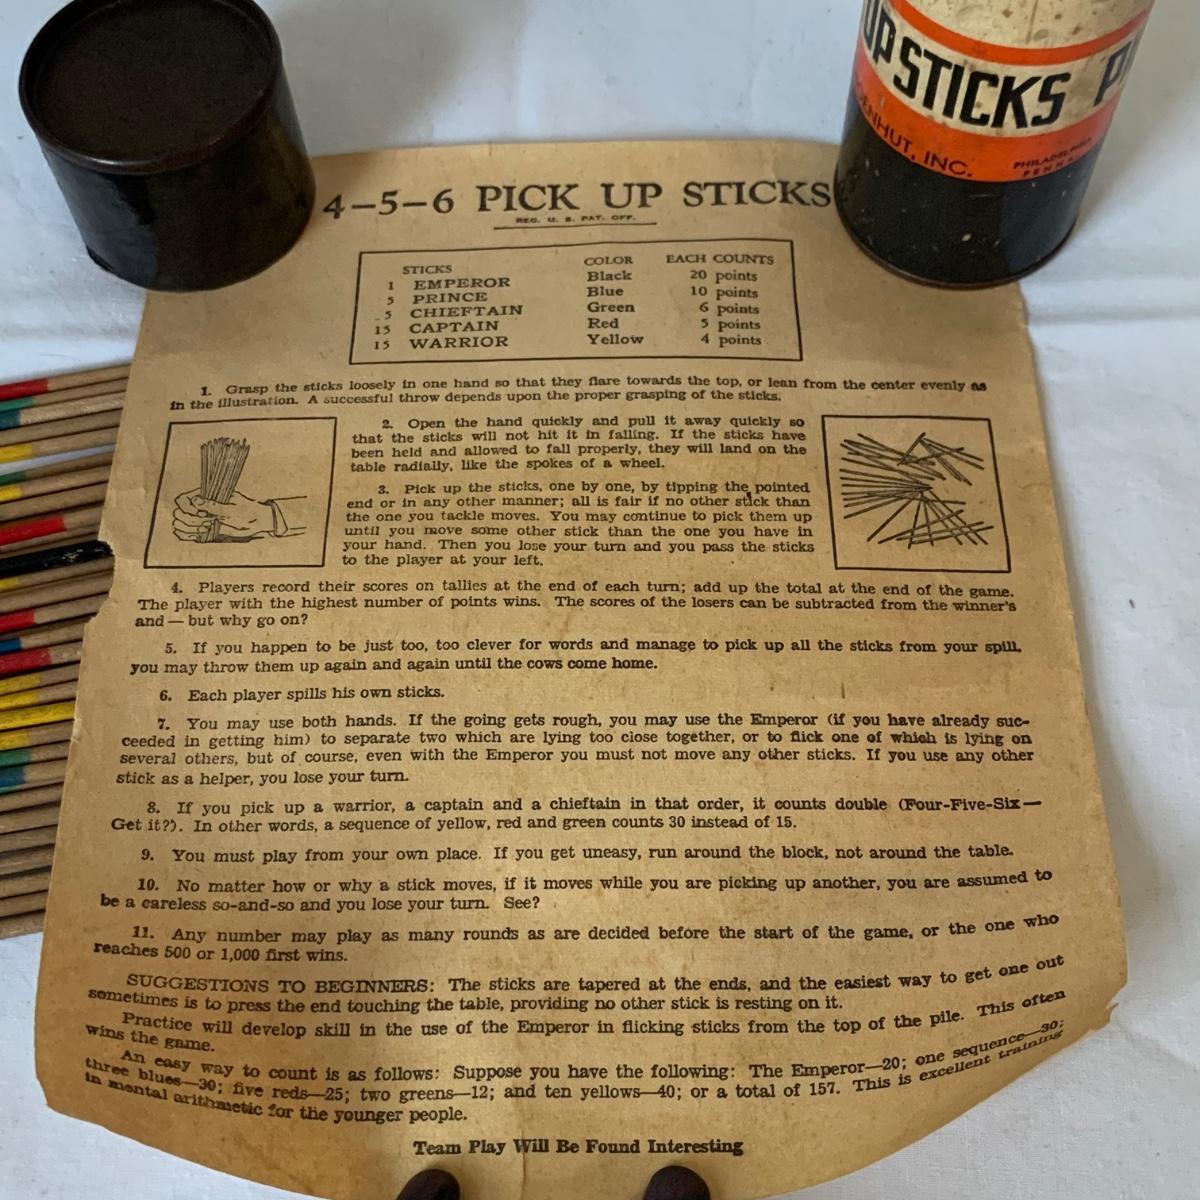 UP STICKS
INC.
PHILADELPHIA
4–5–6 PICK UP STICKS
REG. U. S. PAT. OFF.
STICKS COLOR EACH COUNTS
1 EMPEROR Black 20 points
5 PRINCE Blue 10 points
5 CHIEFTAIN Green 6 points
15 CAPTAIN Red 5 points
15 WARRIOR Yellow 4 points
1. Grasp the sticks loosely in one hand so that they flare towards the top, or lean from the center evenly as
in the illustration. A successful throw depends upon the proper grasping of the sticks.
2. Open the hand quickly and pull it away quickly so
that the sticks will not hit it in falling. If the sticks have
been held and allowed to fall properly, they will land on the
table radially, like the spokes of a wheel.
3. Pick up the sticks, one by one, by tipping the pointed
end or in any other manner; all is fair if no other stick than
the one you tackle moves. You may continue to pick them up
until you move some other stick than the one you have in
your hand. Then you lose your turn and you pass the sticks
to the player at your left.
4. Players record their scores on tallies at the end of each turn; add up the total at the end of the game.
The player with the highest number of points wins. The scores of the losers can be subtracted from the winner's
and — but why go on?
5. If you happen to be just too, too clever for words and manage to pick up all the sticks from your spill,
you may throw them up again and again until the cows come home.
6. Each player spills his own sticks.
7. You may use both hands. If the going gets rough, you may use the Emperor (if you have already suc-
ceeded in getting him) to separate two which are lying too close together, or to flick one of which is lying on
several others, but of course, even with the Emperor you must not move any other sticks. If you use any other
stick as a helper, you lose your turn.
8. If you pick up a warrior, a captain and a chieftain in that order, it counts double (Four-Five-Six—
Get it?). In other words, a sequence of yellow, red and green counts 30 instead of 15.
9. You must play from your own place. If you get uneasy, run around the block, not around the table.
10. No matter how or why a stick moves, if it moves while you are picking up another, you are assumed to
be a careless so-and-so and you lose your turn. See?
11. Any number may play as many rounds as are decided before the start of the game, or the one who
reaches 500 or 1,000 first wins.
SUGGESTIONS TO BEGINNERS: The sticks are tapered at the ends, and the easiest way to get one out
sometimes is to press the end touching the table, providing no other stick is resting on it.
Practice will develop skill in the use of the Emperor in flicking sticks from the top of the pile. This often
wins the game.
An easy way to count is as follows: Suppose you have the following: The Emperor—20; one sequence—30;
three blues—30; five reds—25; two greens—12; and ten yellows—40; or a total of 157. This is excellent training
in mental arithmetic for the younger people.
Team Play Will Be Found Interesting